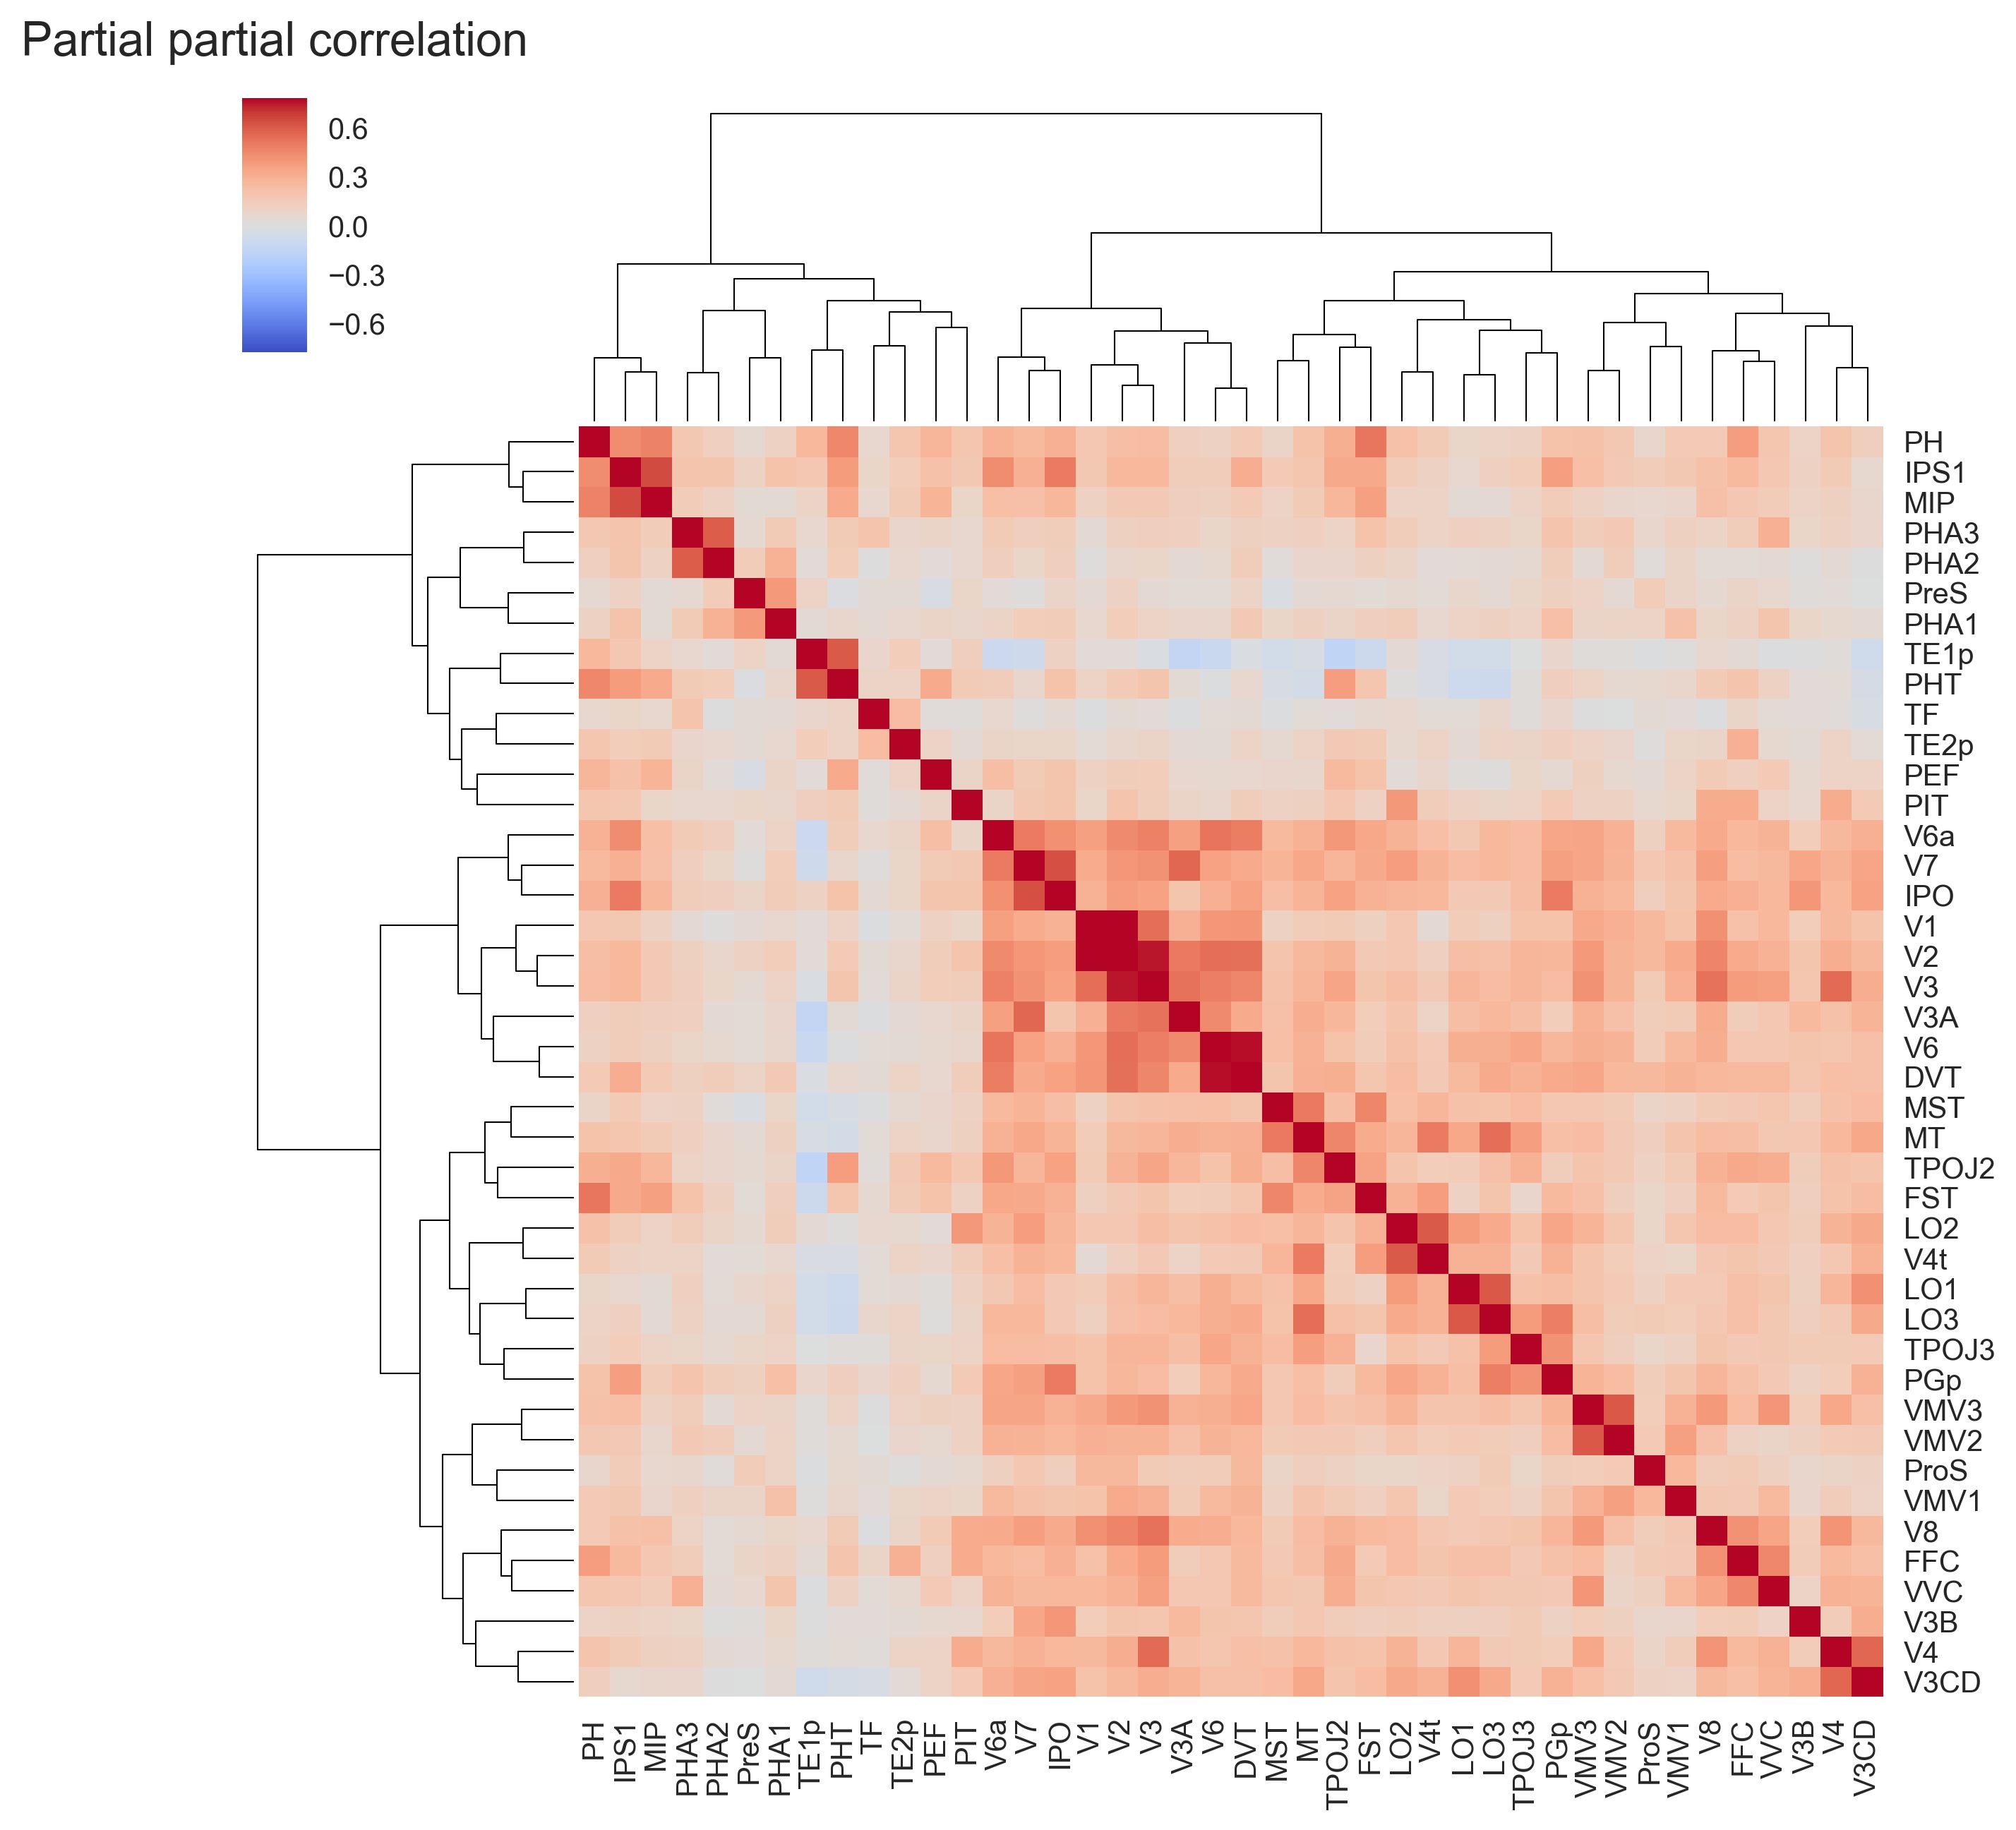 Partial partial correlation
0.6
0.3
0.0
−0.3
−0.6
PH
IPS1
MIP
PHA3
PHA2
PreS
PHA1
TE1p
PHT
TF
TE2p
PEF
PIT
V6a
V7
IPO
V1
V2
V3
V3A
V6
DVT
MST
MT
TPOJ2
FST
LO2
V4t
LO1
LO3
TPOJ3
PGp
VMV3
VMV2
ProS
VMV1
V8
FFC
VVC
V3B
V4
V3CD
PH
IPS1
MIP
PHA3
PHA2
PreS
PHA1
TE1p
PHT
TF
TE2p
PEF
PIT
V6a
V7
IPO
V1
V2
V3
V3A
V6
DVT
MST
MT
TPOJ2
FST
LO2
V4t
LO1
LO3
TPOJ3
PGp
VMV3
VMV2
ProS
VMV1
V8
FFC
VVC
V3B
V4
V3CD